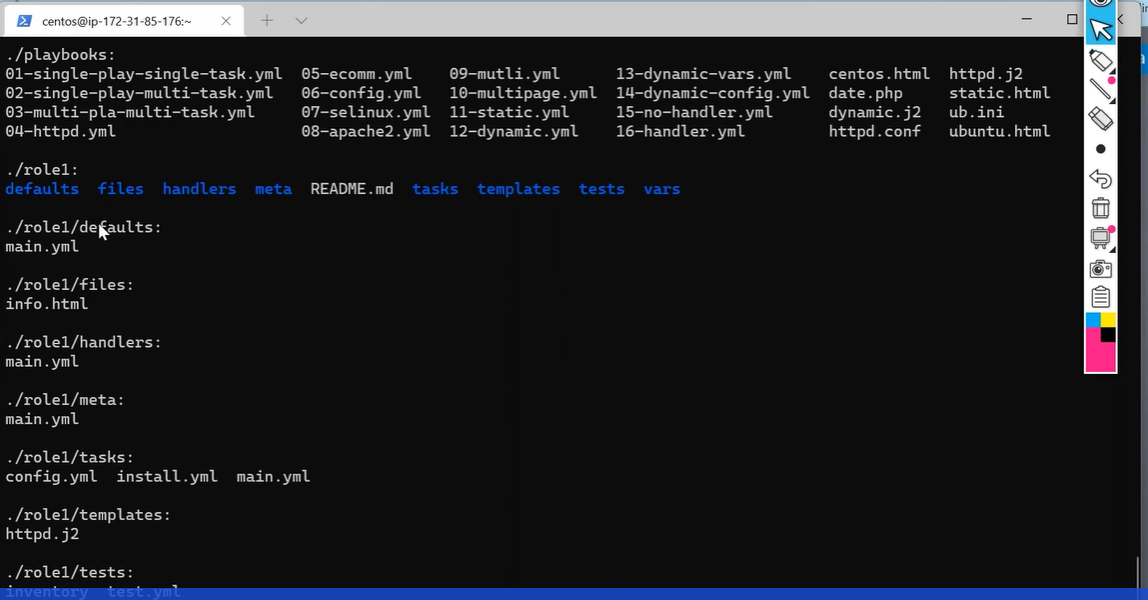 centos@ip-172-31-85-176:~
./playbooks:
01-single-play-single-task.yml 05-ecomm.yml 09-mutli.yml 13-dynamic-vars.yml centos.html httpd.j2
02-single-play-multi-task.yml 06-config.yml 10-multipage.yml 14-dynamic-config.yml date.php static.html
03-multi-pla-multi-task.yml 07-selinux.yml 11-static.yml 15-no-handler.yml dynamic.j2 ub.ini
04-httpd.yml 08-apache2.yml 12-dynamic.yml 16-handler.yml httpd.conf ubuntu.html
./role1:
defaults files handlers meta README.md tasks templates tests vars
./role1/defaults:
main.yml
./role1/files:
info.html
./role1/handlers:
main.yml
./role1/meta:
main.yml
./role1/tasks:
config.yml install.yml main.yml
./role1/templates:
httpd.j2
./role1/tests:
inventory test.yml